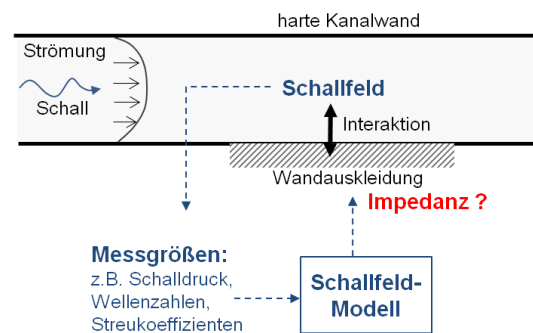 harte Kanalwand
Strömung
Schall
Schallfeld
Interaktion
Wandauskleidung
Impedanz ?
Messgrößen:
z.B. Schalldruck,
Wellenzahlen,
Streukoeffizienten
Schallfeld-
Modell